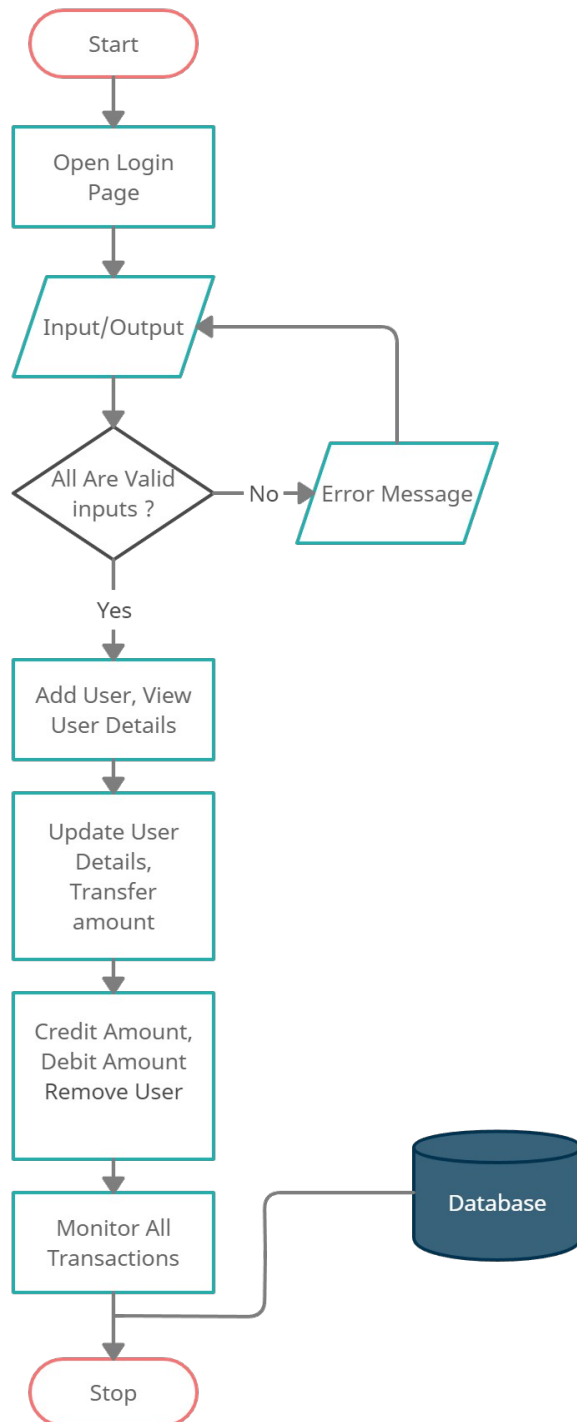 Start
Open Login
Page
Input/Output
All Are Valid
inputs ?
No
Error Message
Yes
Add User, View
User Details
Update User
Details,
Transfer
amount
Credit Amount,
Debit Amount
Remove User
Database
Monitor All
Transactions
Stop